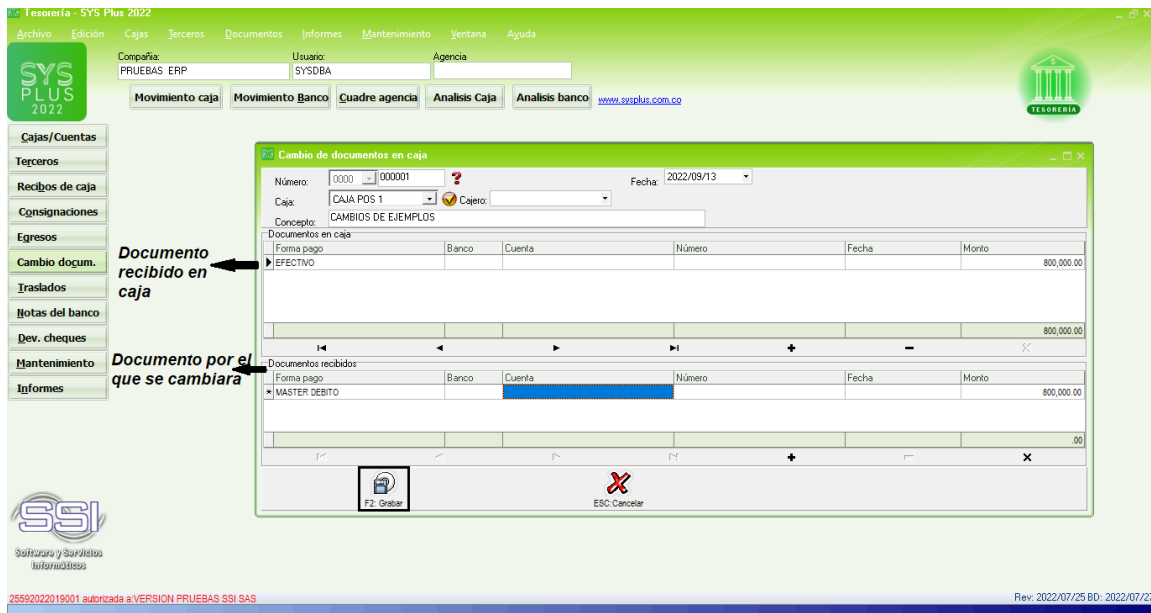 Tesorería - SYS Plus 2022
Archivo Edición Cajas Terceros Documentos Informes Mantenimiento Ventana Ayuda
SYS
PLUS
2022
Compañia: Usuario: Agencia
PRUEBAS ERP SYSDBA
Movimiento caja Movimiento Banco Cuadre agencia Analisis Caja Analisis banco www.sysplus.com.co
TESORERÍA
Cajas/Cuentas
Terceros
Recibos de caja
Consignaciones
Egresos
Cambio docum.
Traslados
Notas del banco
Dev. cheques
Mantenimiento
Informes
Documento
recibido en
caja
Documento por el
que se cambiara
Cambio de documentos en caja
Número: 0000 000001 ? Fecha: 2022/09/13
Caja: CAJA POS 1 Cajero:
Concepto: CAMBIOS DE EJEMPLOS
Documentos en caja
Forma pago Banco Cuenta Número Fecha Monto
EFECTIVO 800,000.00
800,000.00
Documentos recibidos
Forma pago Banco Cuenta Número Fecha Monto
* MASTER DEBITO 800,000.00
.00
F2: Grabar ESC:Cancelar
SSI
Software y Servicios
Informáticos
25592022019001 autorizada a:VERSION PRUEBAS SSI SAS
Rev: 2022/07/25 BD: 2022/07/27